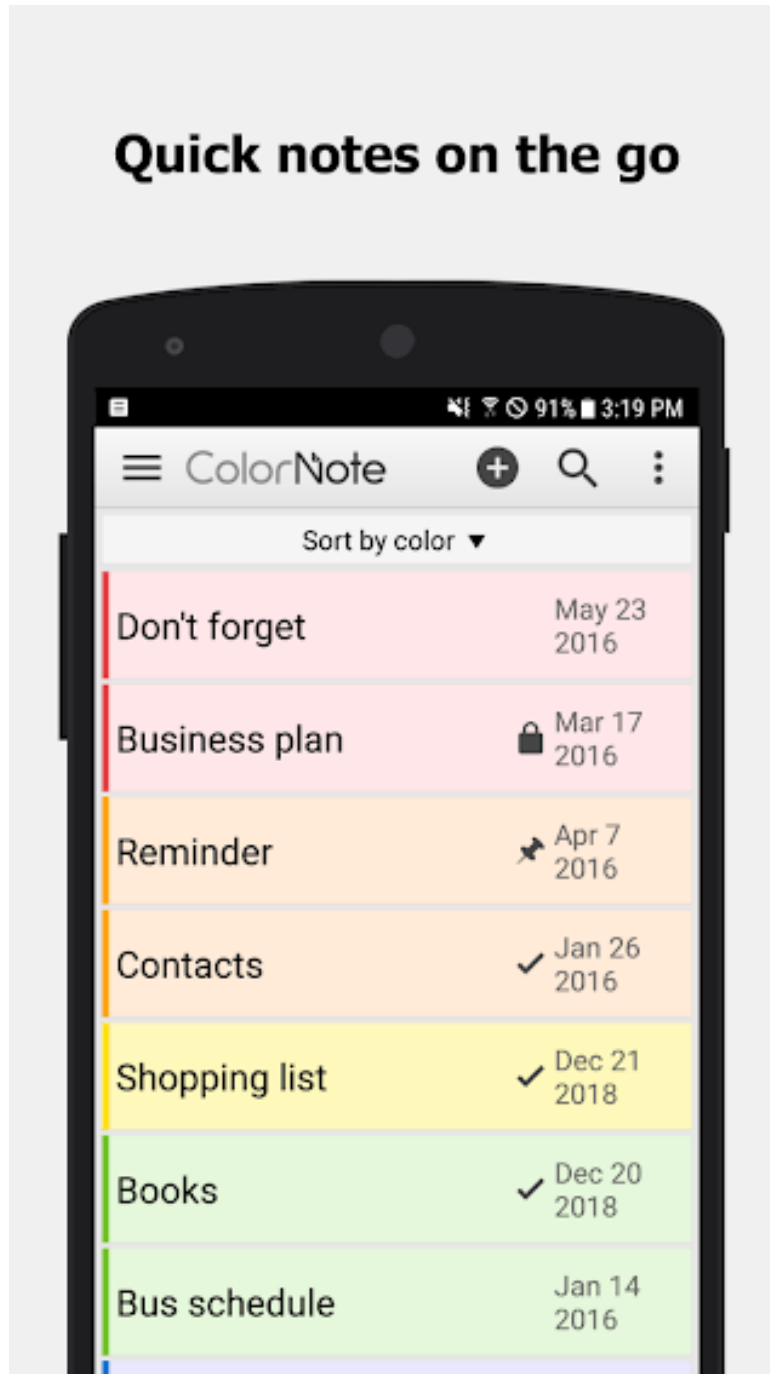 Quick notes on the go
91% 3:19 PM
ColorNote
Sort by color ▼
Don't forget
May 23
2016
Business plan
Mar 17
2016
Reminder
Apr 7
2016
Contacts
Jan 26
2016
Shopping list
Dec 21
2018
Books
Dec 20
2018
Bus schedule
Jan 14
2016